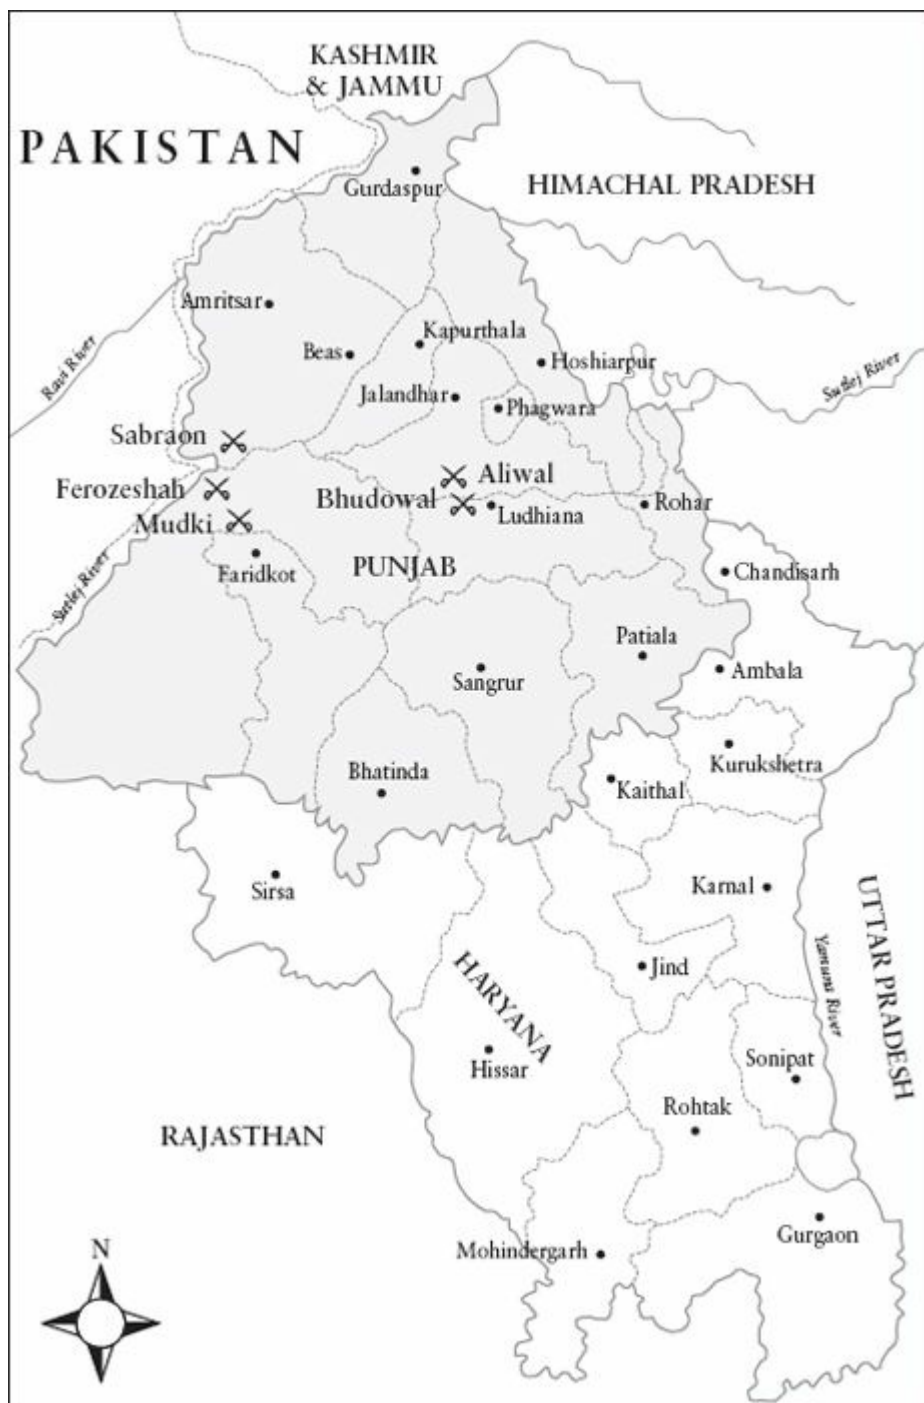 KASHMIR
& JAMMU
PAKISTAN
HIMACHAL PRADESH
Gurdaspur
Amritsar
Ravi River
Beas
Kapurthala
Hoshiarpur
Sutlej River
Jalandhar
Phagwara
Sabraon
Aliwal
Ferozeshah
Bhudowal
Ludhiana
Rohar
Mudki
Sutlej River
Faridkot
PUNJAB
Chandisarh
Patiala
Ambala
Sangrur
Kurukshetra
Bhatinda
Kaithal
Sirsa
Karnal
UTTAR PRADESH
Yamuna River
Jind
HARYANA
Hissar
Sonipat
Rohtak
RAJASTHAN
Gurgaon
Mohindergarh
N